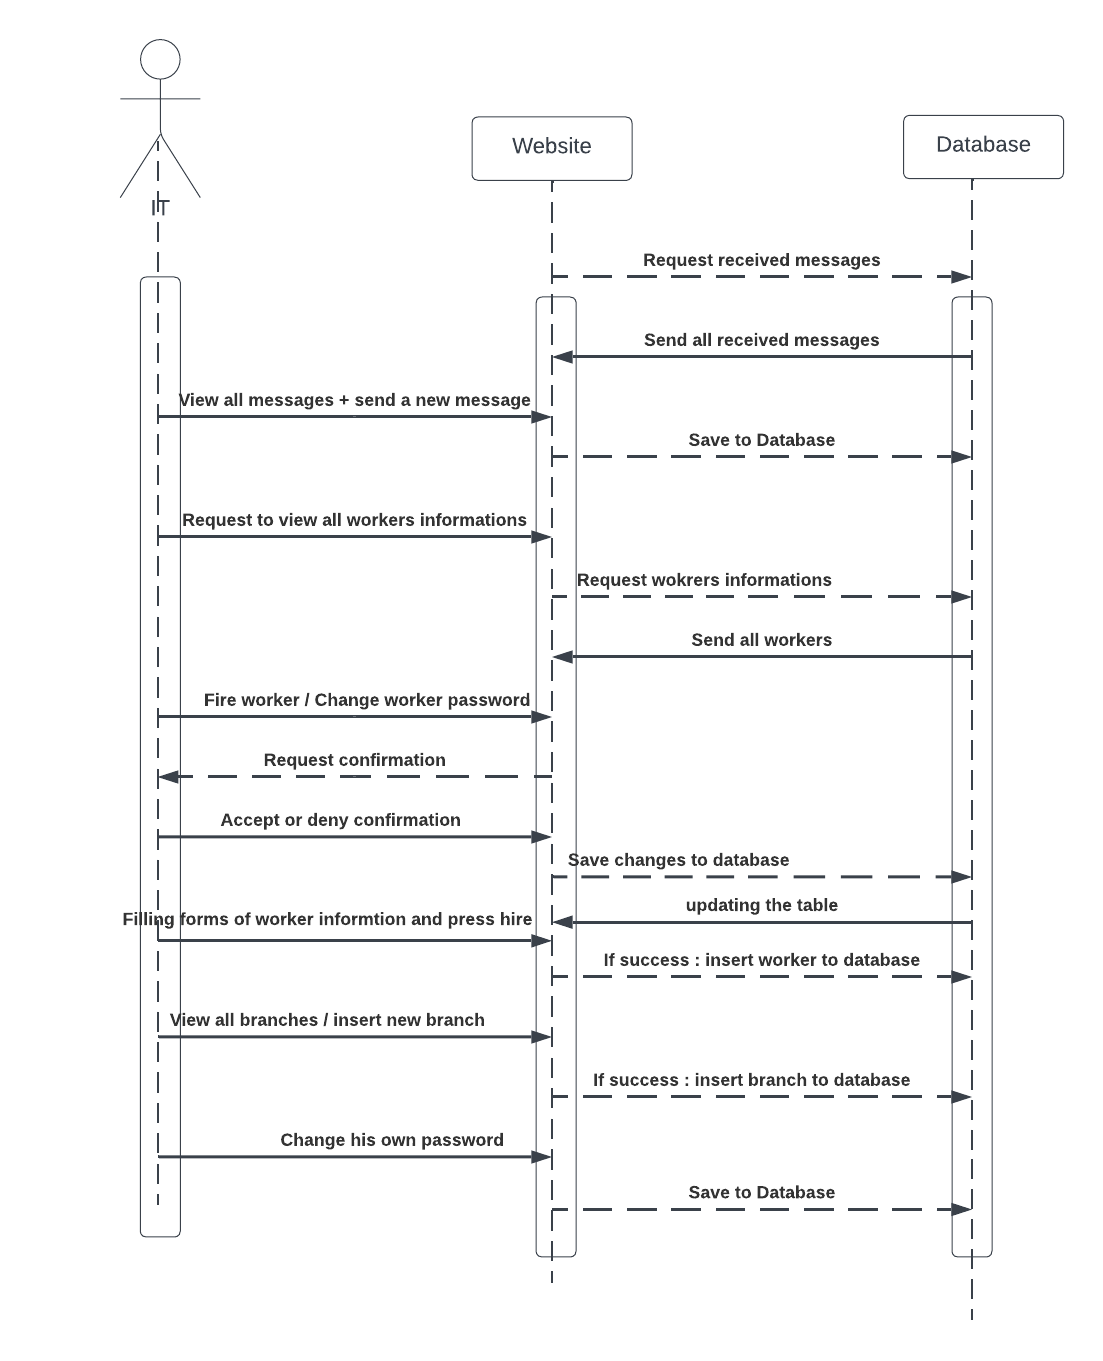 Website
Database
IT
Request received messages
Send all received messages
View all messages + send a new message
Save to Database
Request to view all workers informations
Request wokrers informations
Send all workers
Fire worker / Change worker password
Request confirmation
Accept or deny confirmation
Save changes to database
updating the table
Filling forms of worker informtion and press hire
If success : insert worker to database
View all branches / insert new branch
If success : insert branch to database
Change his own password
Save to Database